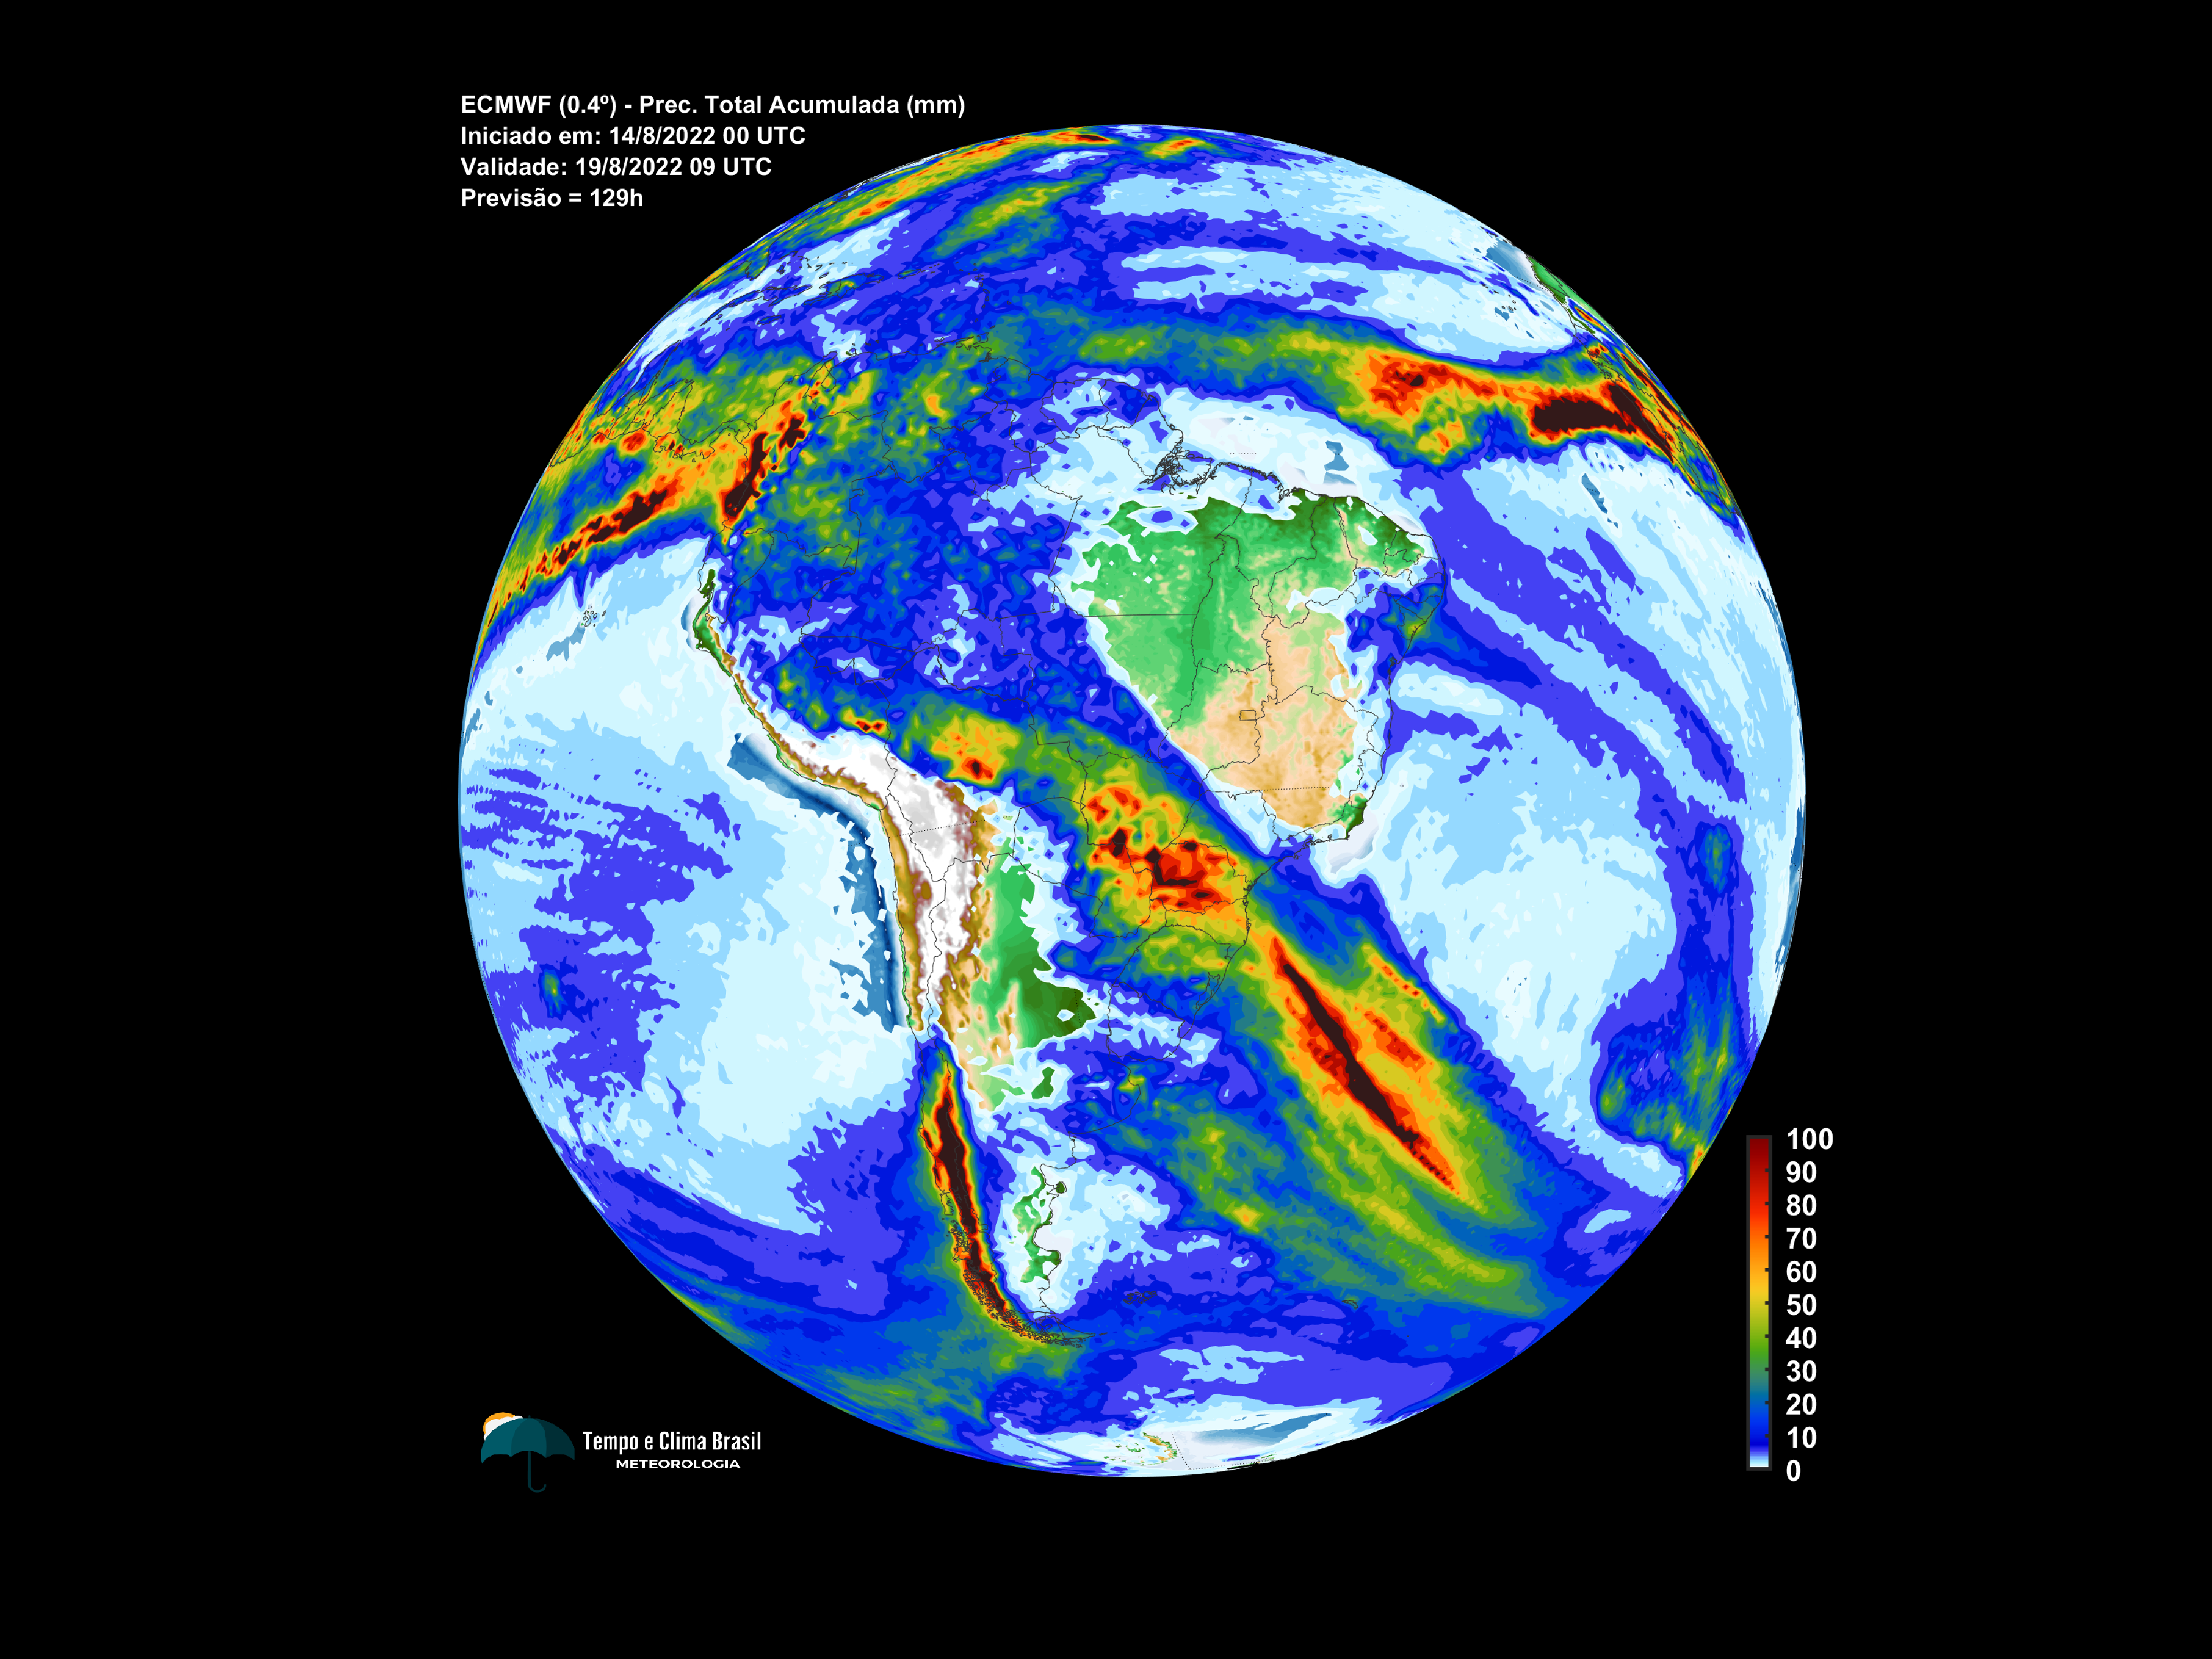 ECMWF (0.4º) - Prec. Total Acumulada (mm)
Iniciado em: 14/8/2022 00 UTC
Validade: 19/8/2022 09 UTC
Previsão = 129h
100
90
80
70
60
50
40
30
20
10
0
Tempo e Clima Brasil
METEOROLOGIA